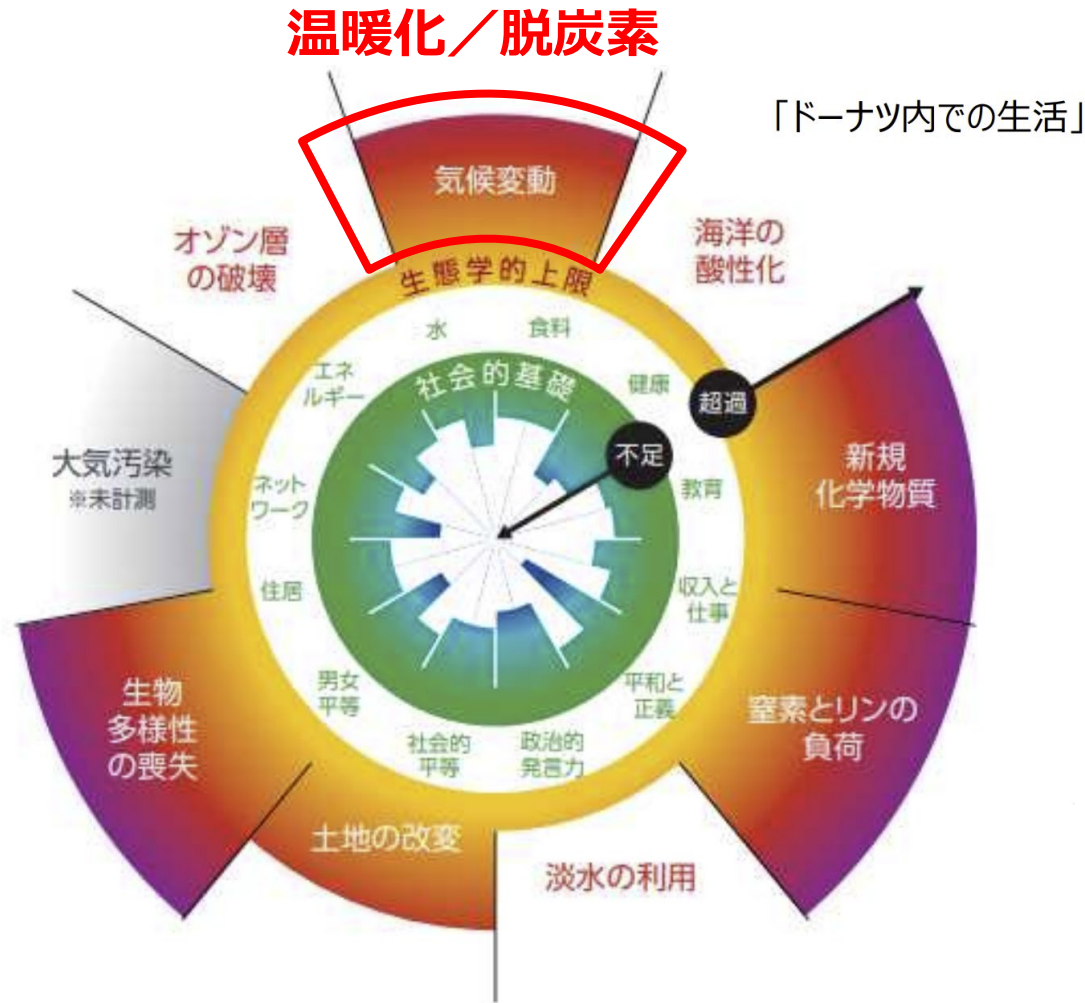 温暖化／脱炭素
「ドーナツ内での生活」
気候変動
オゾン層
の破壊
海洋の
酸性化
生態学的上限
水
食料
エネ
ルギー
社会的基礎
健康
超過
不足
大気汚染
※未計測
ネット
ワーク
教育
新規
化学物質
住居
収入と
仕事
男女
平等
平和と
正義
生物
多様性
の喪失
窒素とリンの
負荷
社会的
平等
政治的
発言力
土地の改変
淡水の利用